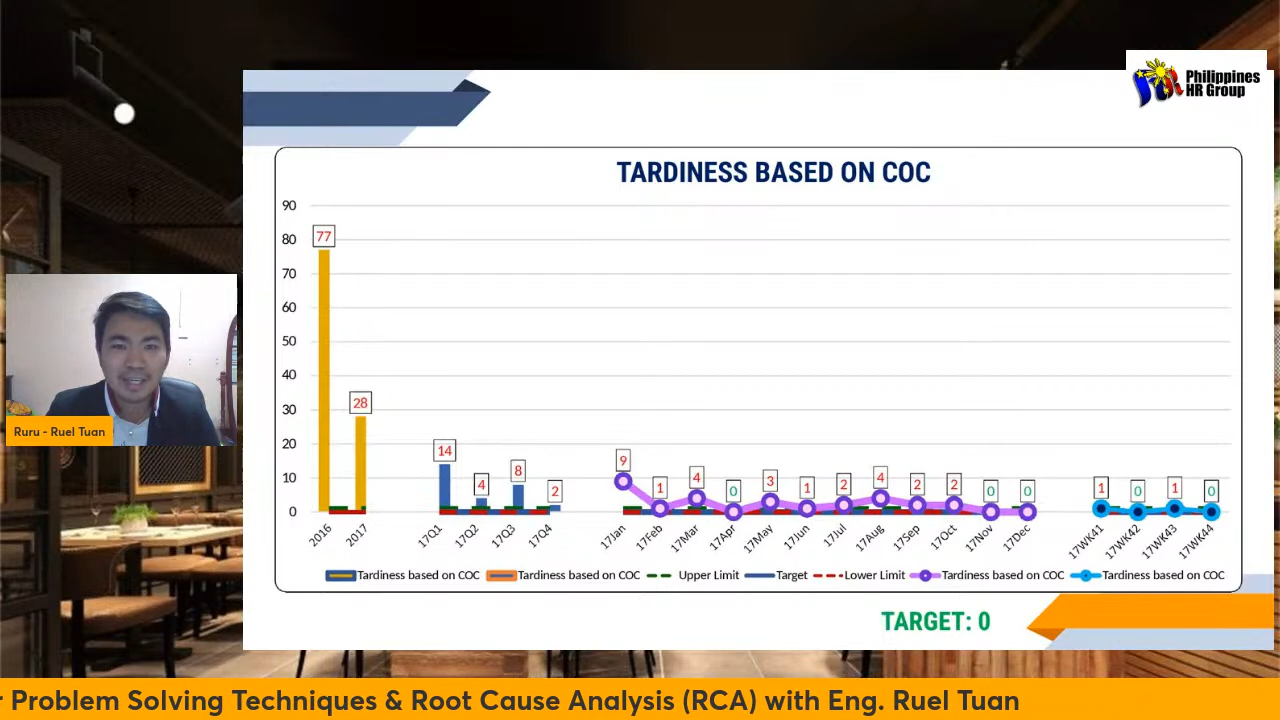 Philippines
HR Group
TARDINESS BASED ON COC
90
80
70
60
50
40
30
20
10
0
77
28
14
4
8
2
9
1
4
0
3
1
2
4
2
2
0
0
1
0
1
0
2016
2017
17Q1
17Q2
17Q3
17Q4
17Jan
17Feb
17Mar
17Apr
17May
17Jun
17Jul
17Aug
17Sep
17Oct
17Nov
17Dec
17WK41
17WK42
17WK43
17WK44
Tardiness based on COC Tardiness based on COC Upper Limit Target Lower Limit Tardiness based on COC Tardiness based on COC
TARGET: 0
Ruru - Ruel Tuan
Problem Solving Techniques & Root Cause Analysis (RCA) with Eng. Ruel Tuan